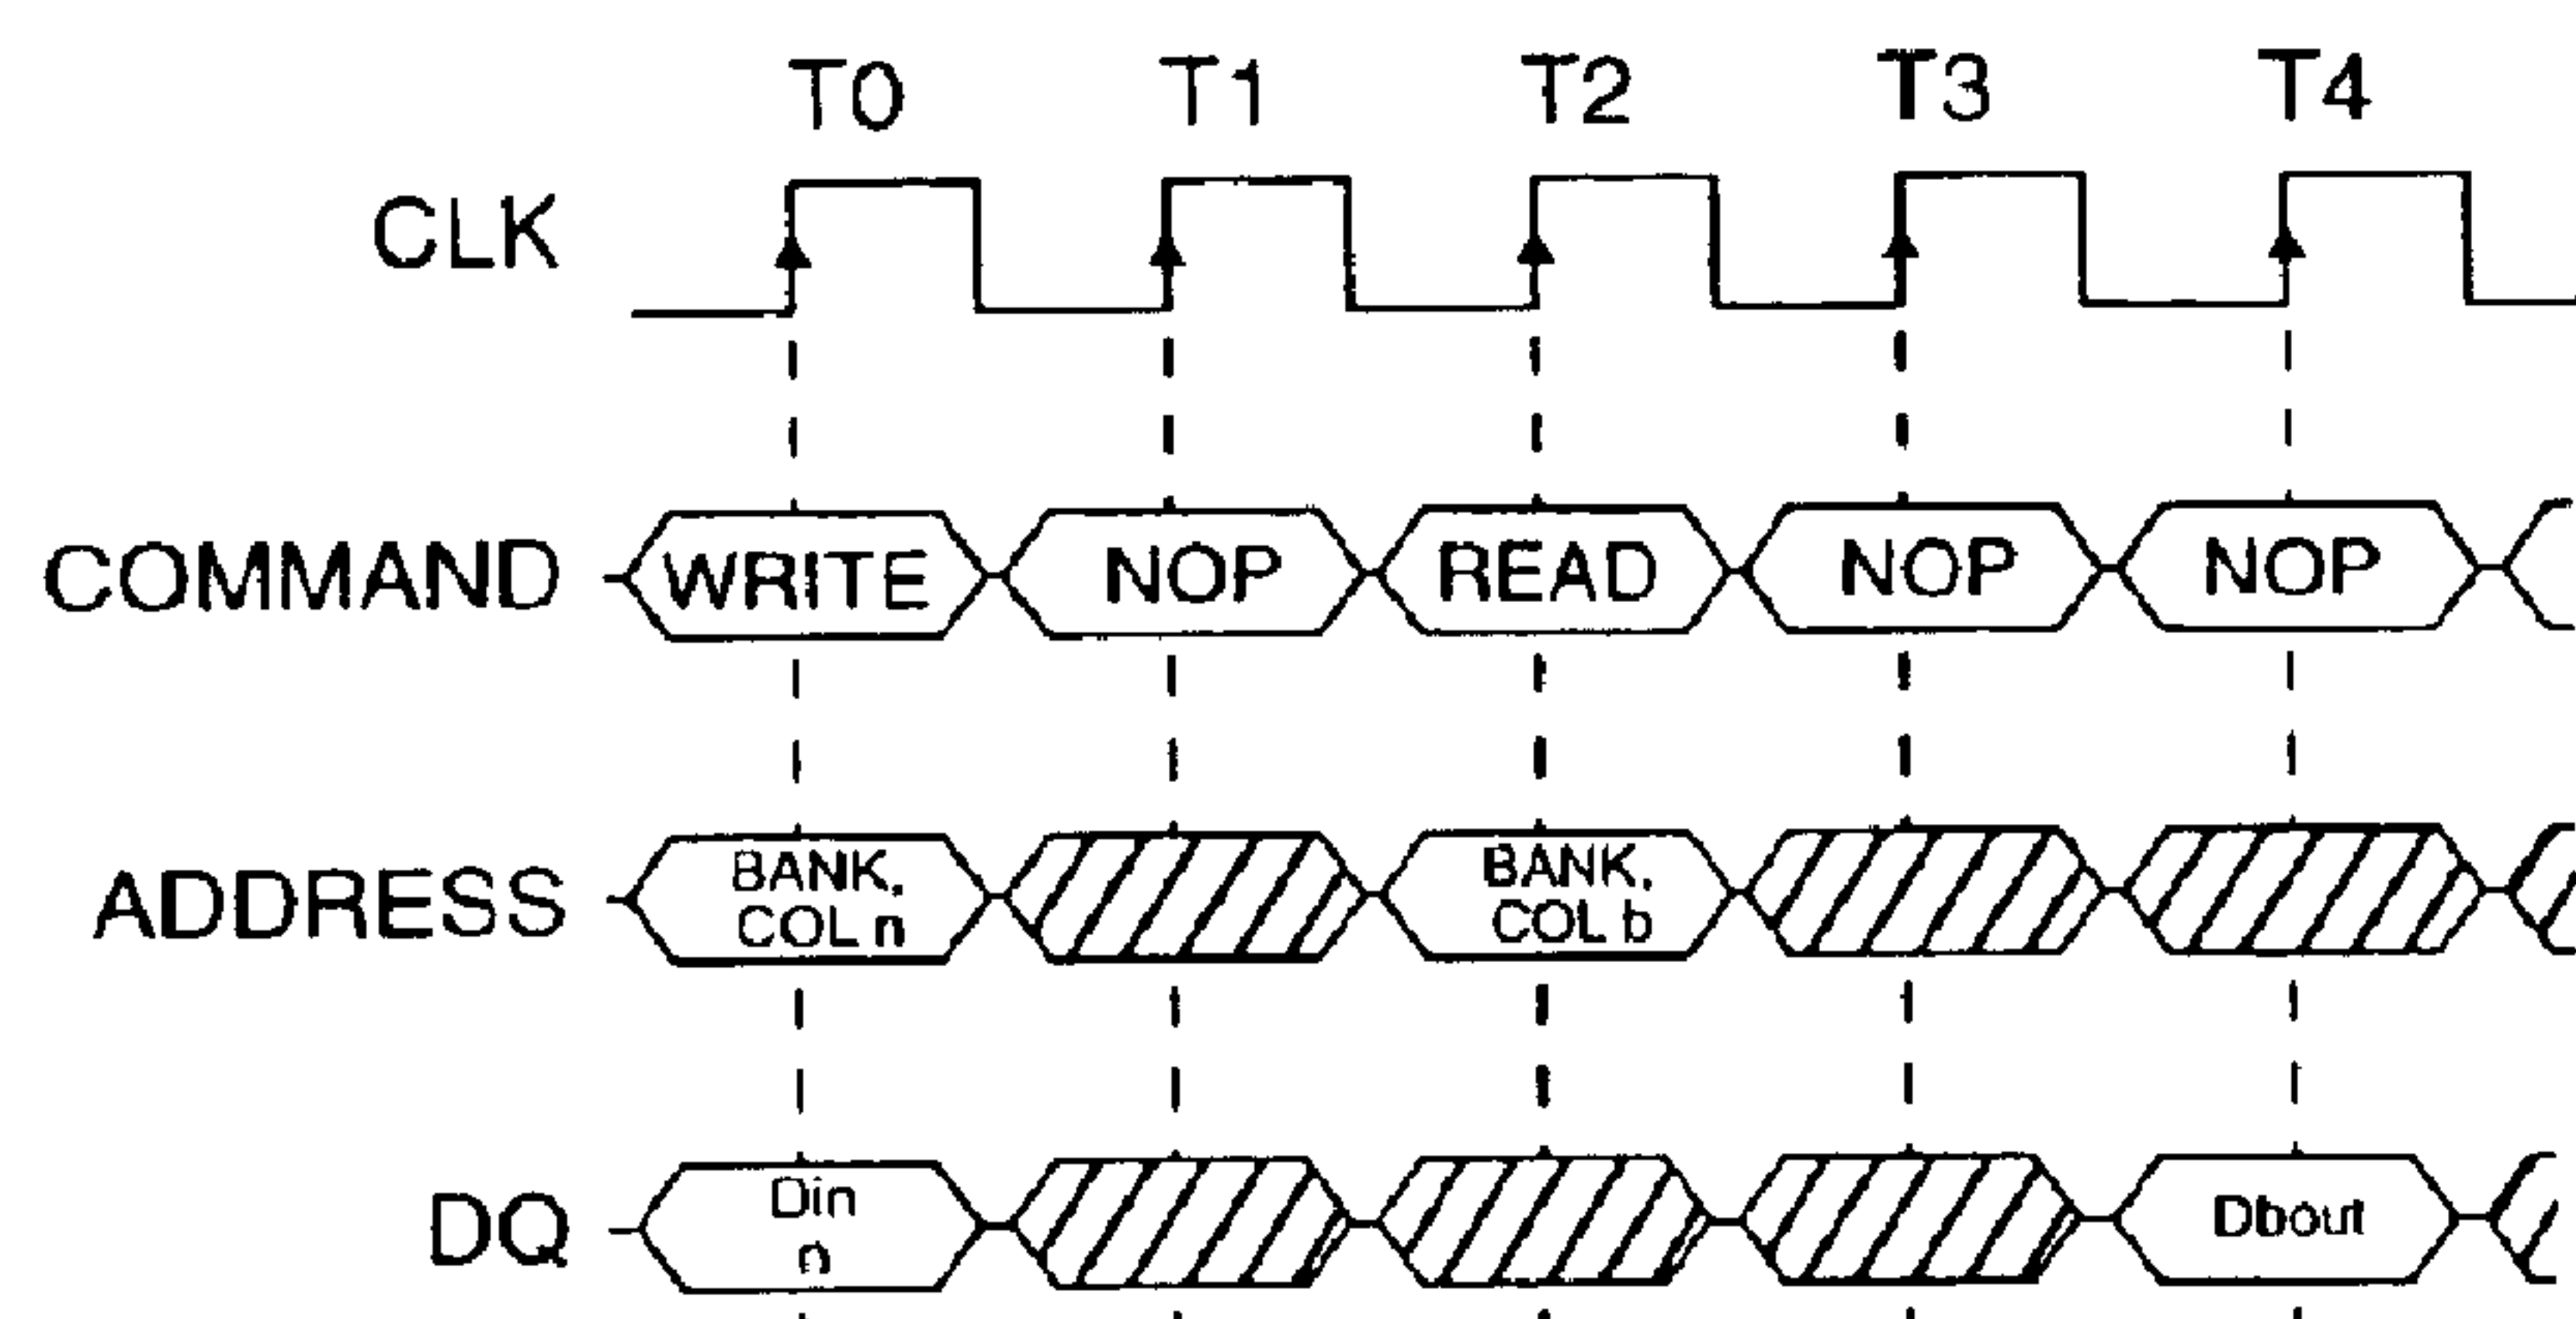 T0 T1 T2 T3 T4
CLK
COMMAND WRITE NOP READ NOP NOP
ADDRESS BANK, COL n BANK, COL b
DQ Din n Dbout